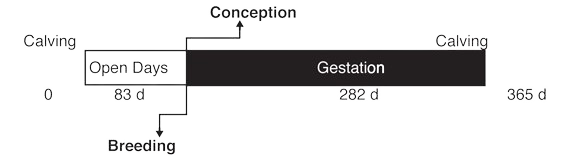 Conception
Calving
Calving
Open Days
Gestation
0
83 d
282 d
365 d
Breeding